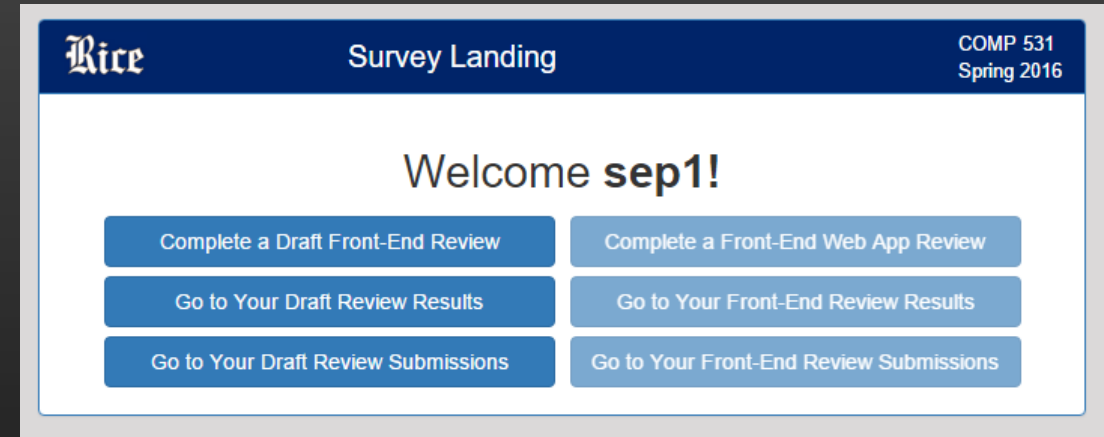 Rice
Survey Landing
COMP 531
Spring 2016
Welcome sep1!
Complete a Draft Front-End Review
Complete a Front-End Web App Review
Go to Your Draft Review Results
Go to Your Front-End Review Results
Go to Your Draft Review Submissions
Go to Your Front-End Review Submissions